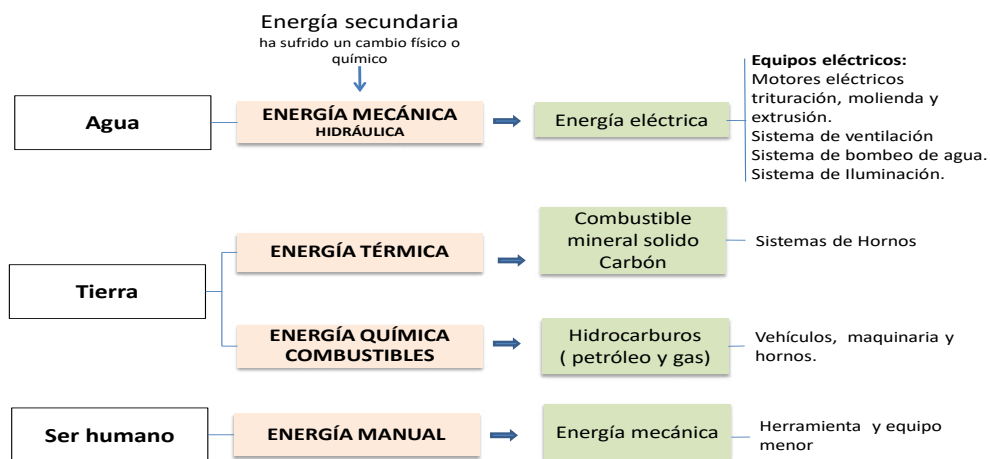 Energía secundaria
ha sufrido un cambio físico o
químico
Agua
ENERGÍA MECÁNICA
HIDRÁULICA
Energía eléctrica
Equipos eléctricos:
Motores eléctricos
trituración, molienda y
extrusión.
Sistema de ventilación
Sistema de bombeo de agua.
Sistema de Iluminación.
Tierra
ENERGÍA TÉRMICA
Combustible
mineral solido
Carbón
Sistemas de Hornos
ENERGÍA QUÍMICA
COMBUSTIBLES
Hidrocarburos
( petróleo y gas)
Vehículos, maquinaria y
hornos.
Ser humano
ENERGÍA MANUAL
Energía mecánica
Herramienta y equipo
menor